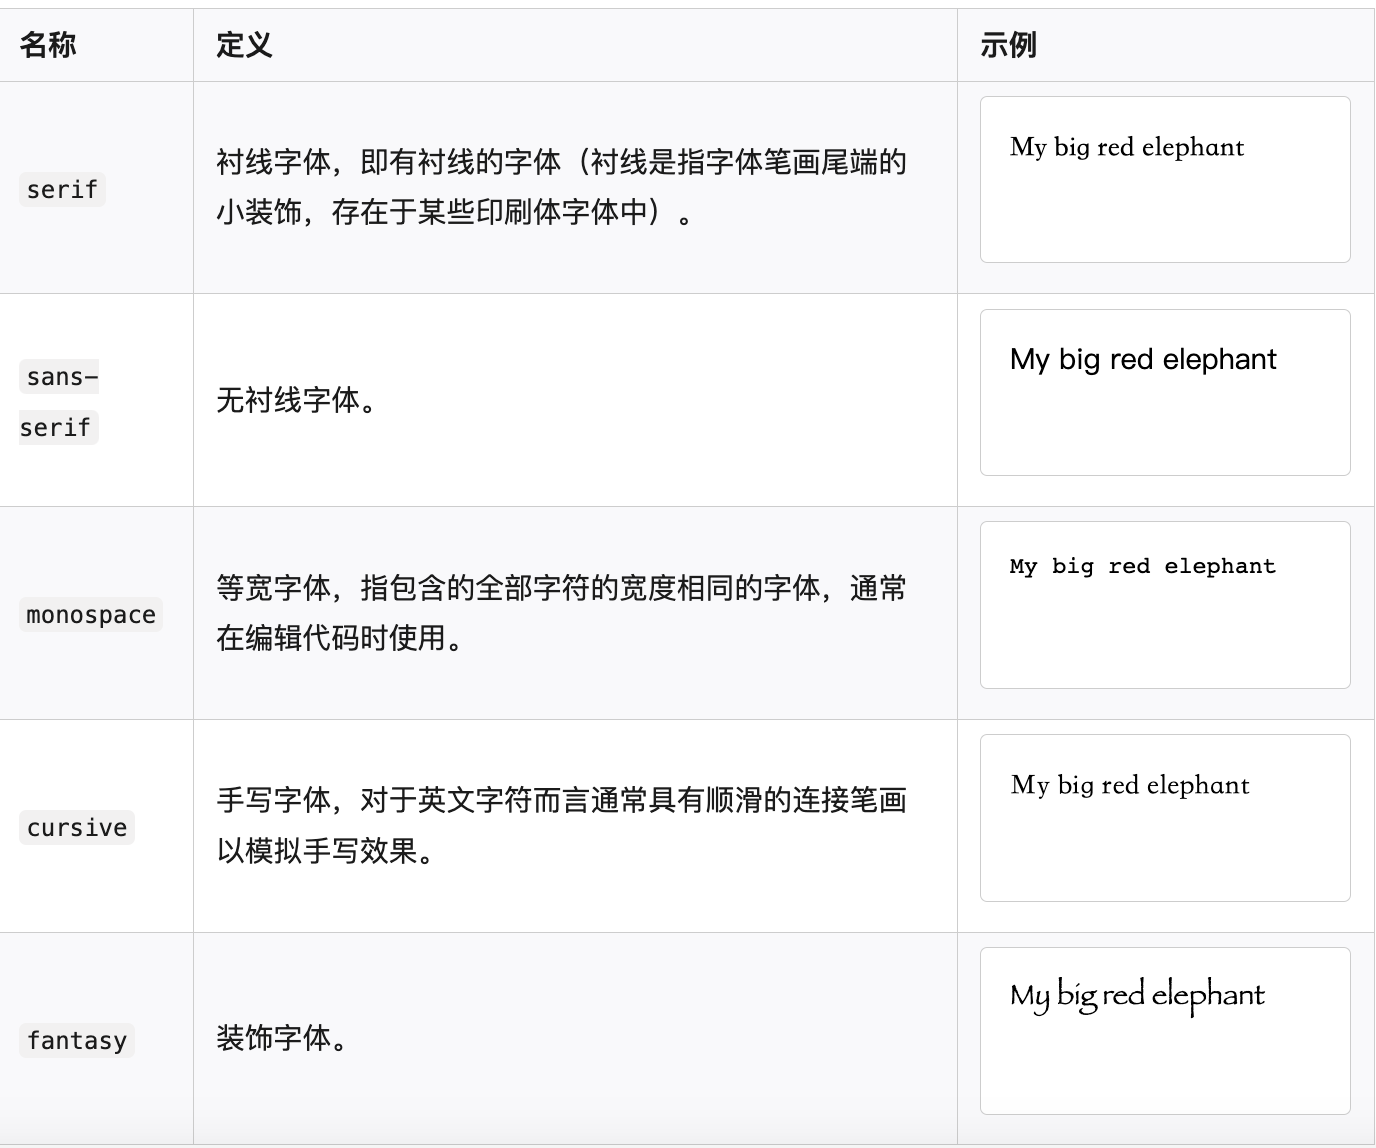 名称 定义 示例
serif
衬线字体，即有衬线的字体（衬线是指字体笔画尾端的
小装饰，存在于某些印刷体字体中）。
My big red elephant
sans-
serif
无衬线字体。
My big red elephant
monospace
等宽字体，指包含的全部字符的宽度相同的字体，通常
在编辑代码时使用。
My big red elephant
cursive
手写字体，对于英文字符而言通常具有顺滑的连接笔画
以模拟手写效果。
My big red elephant
fantasy
装饰字体。
My big red elephant